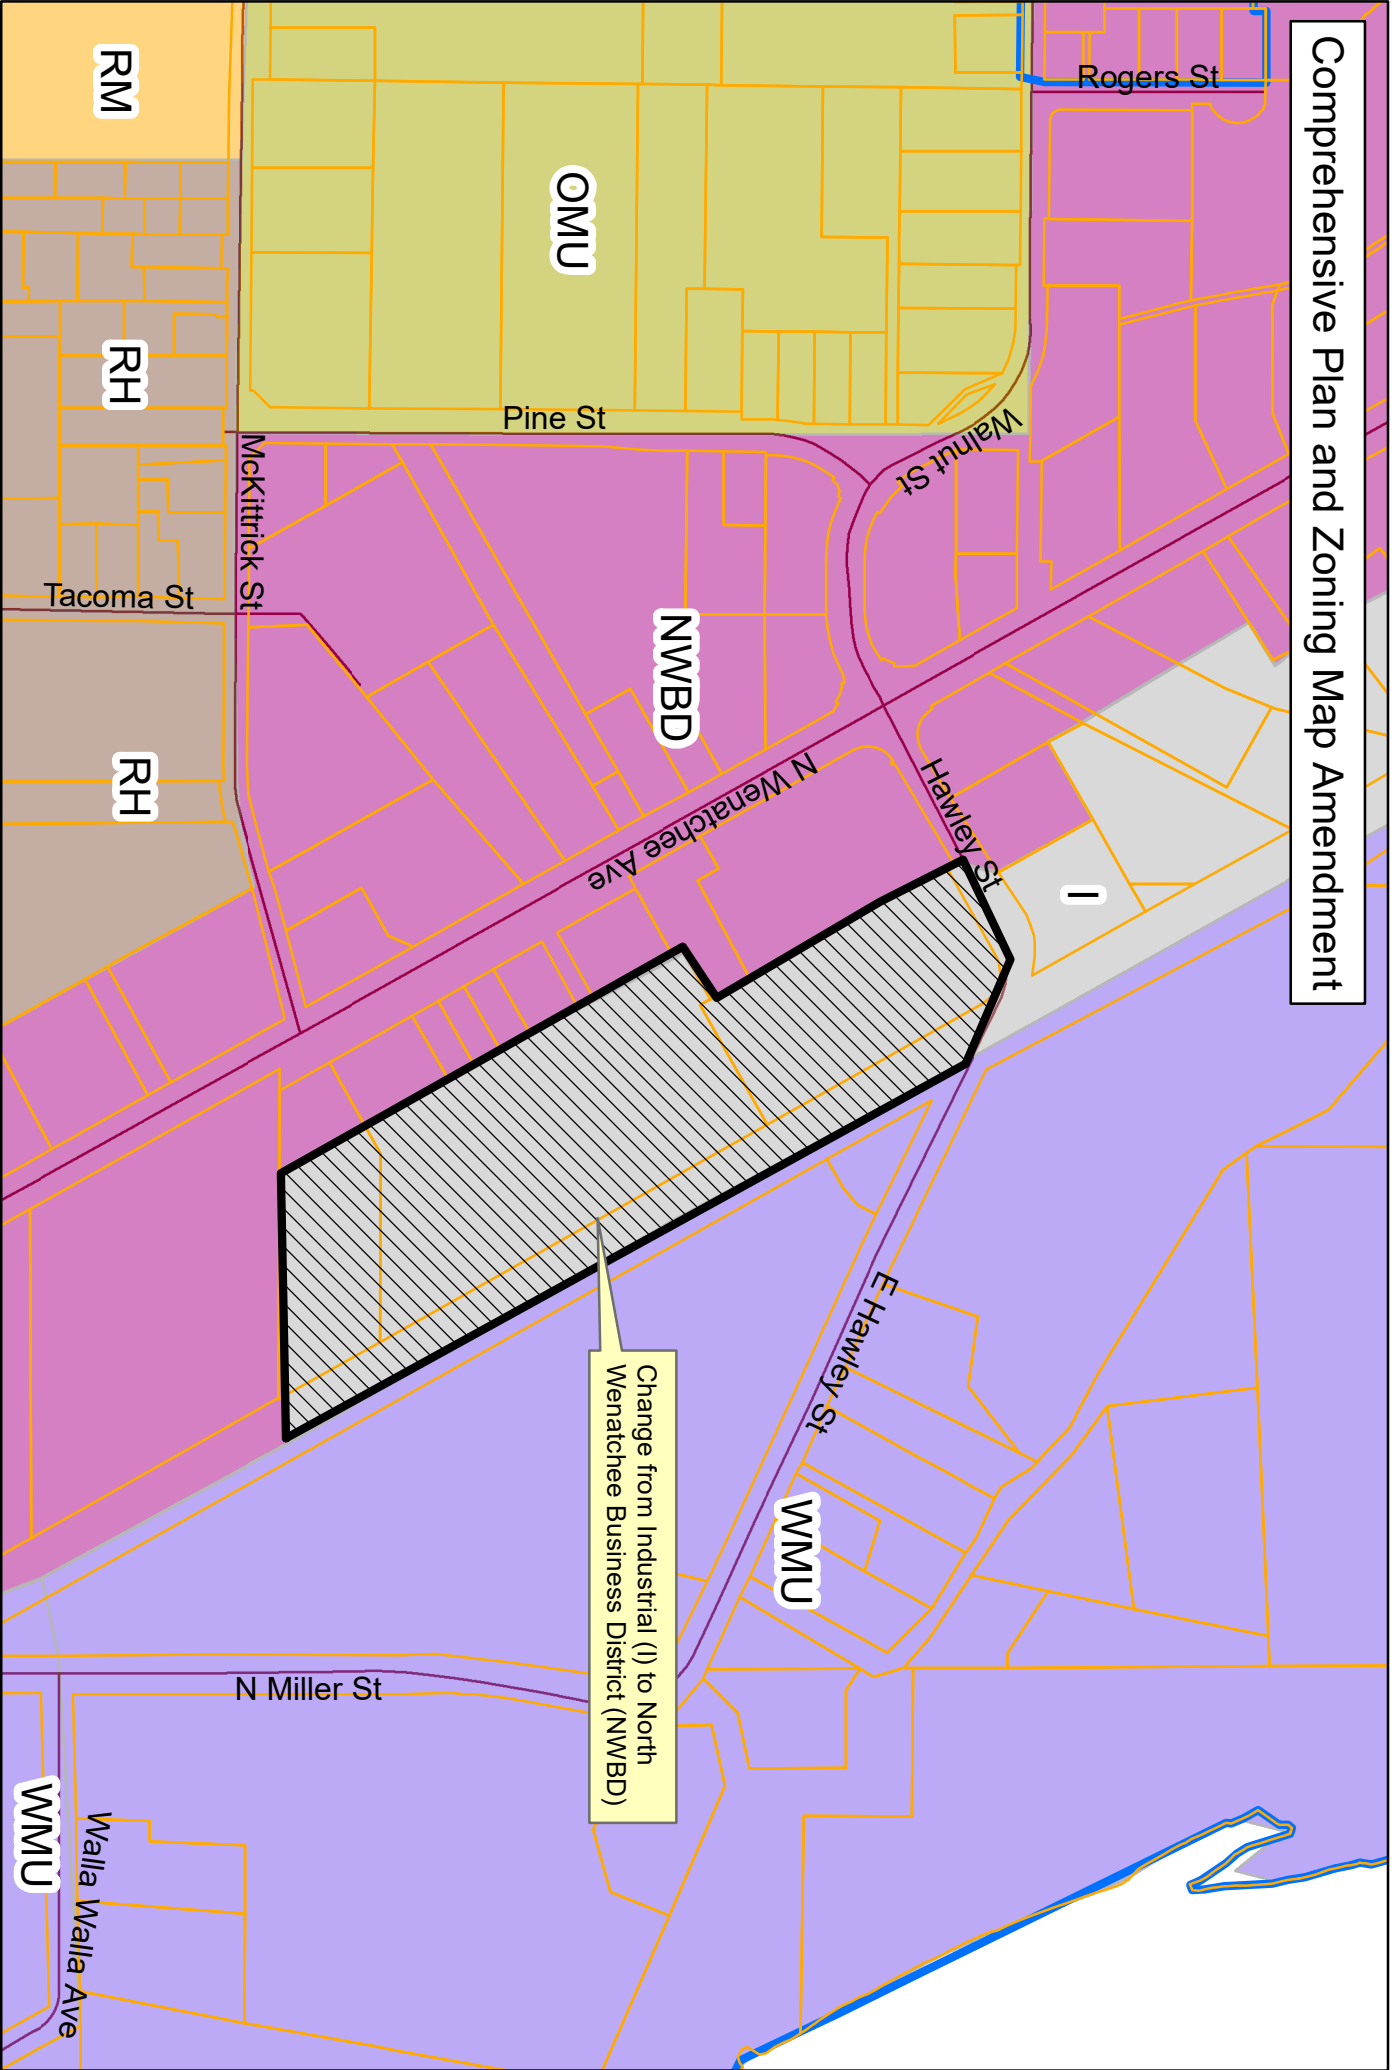 Comprehensive Plan and Zoning Map Amendment
Rogers St
RM
OMU
Walnut St
Pine St
RH
McKittrick St
Tacoma St
NWBD
RH
N Wenatchee Ave
Hawley St
I
E Hawley St
Change from Industrial (I) to North
Wenatchee Business District (NWBD)
WMU
N Miller St
WMU
Walla Walla Ave